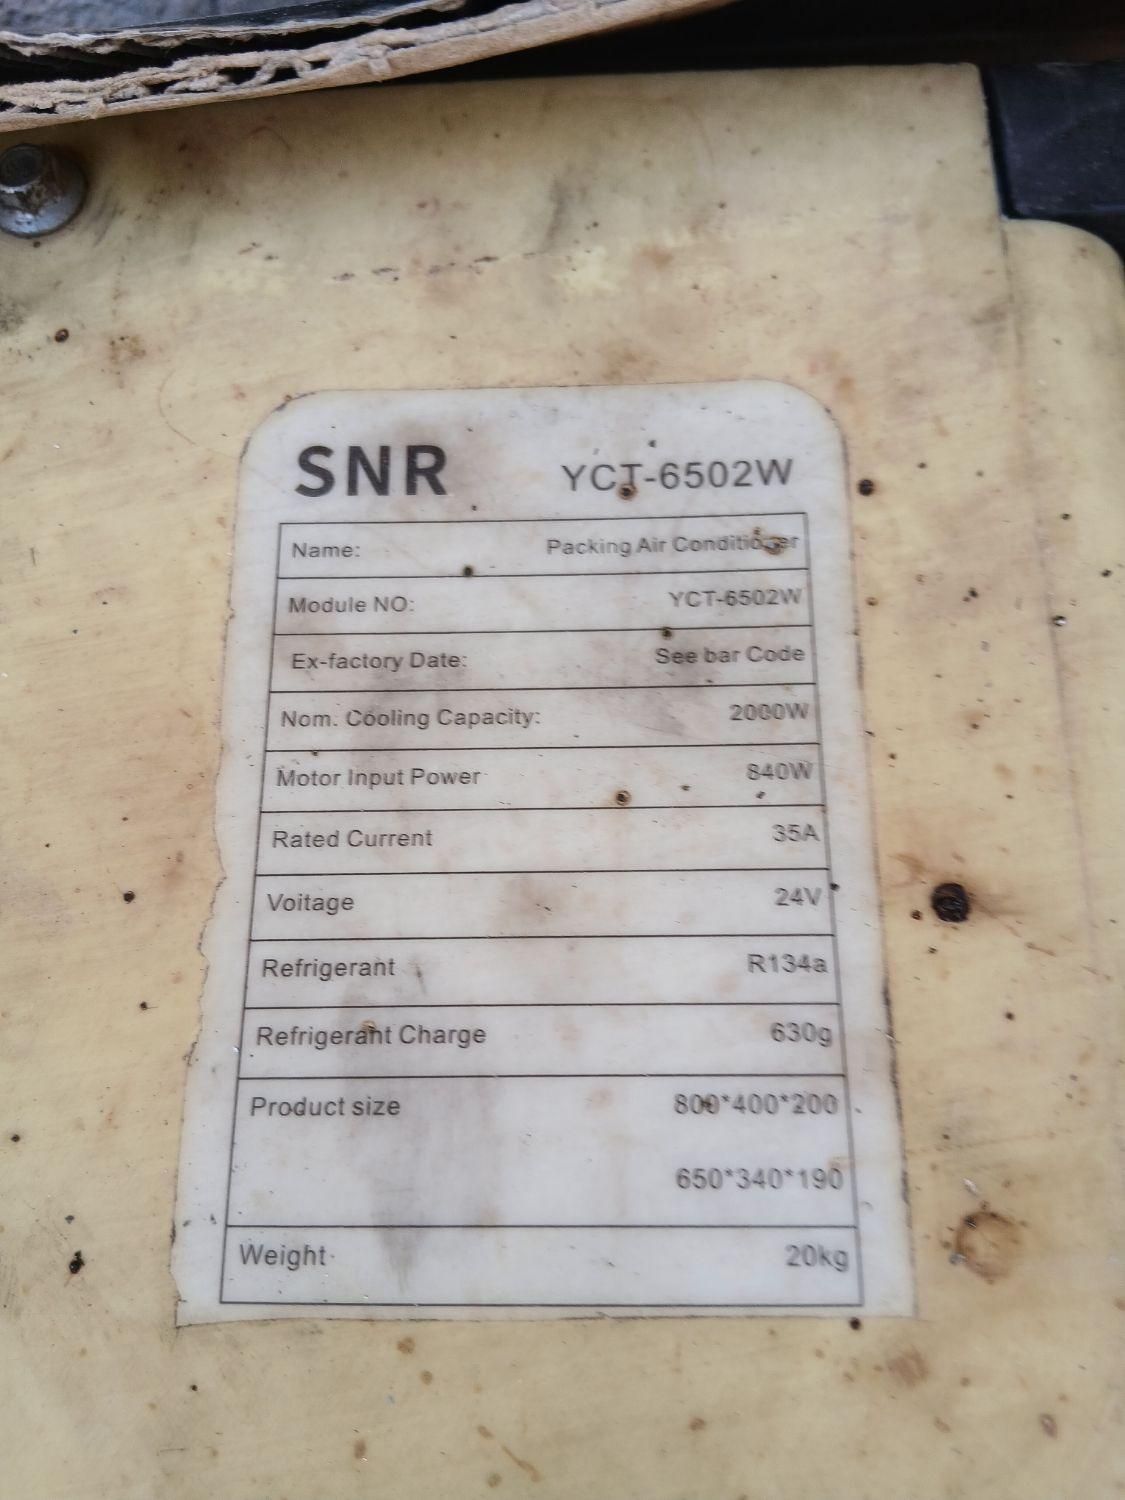 SNR YCT-6502W
Name: Packing Air Conditioner
Module NO: YCT-6502W
Ex-factory Date: See bar Code
Nom. Cooling Capacity: 2000W
Motor Input Power 840W
Rated Current 35A
Voitage 24V
Refrigerant R134a
Refrigerant Charge 630g
Product size 800*400*200
650*340*190
Weight 20kg